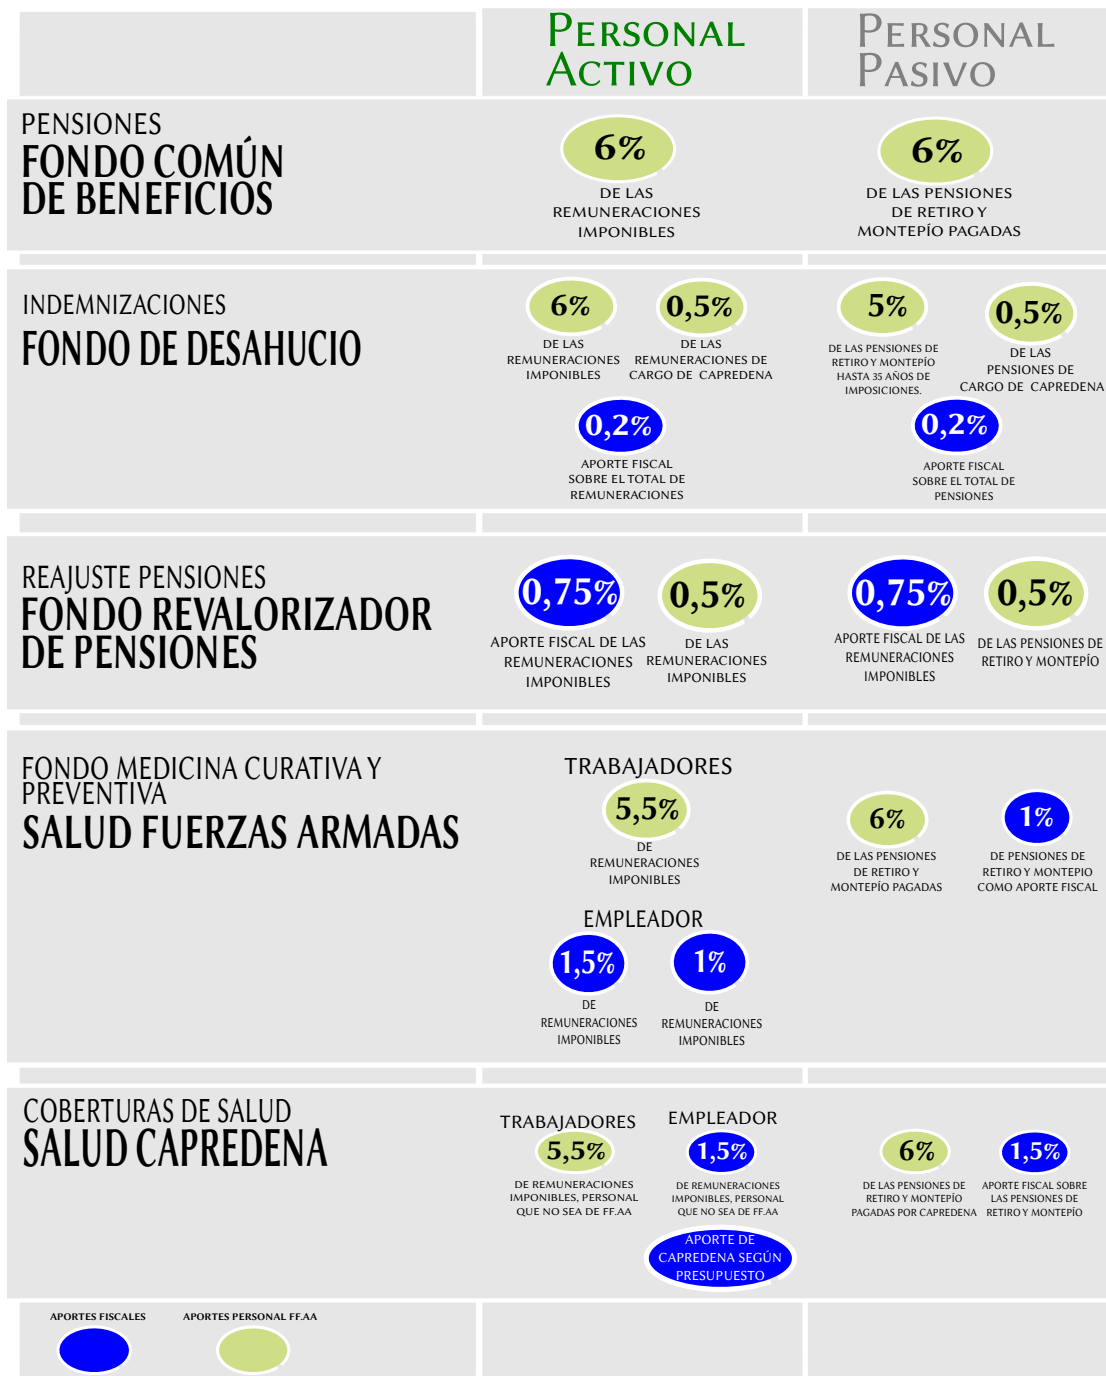 PERSONAL
ACTIVO
PERSONAL
PASIVO
PENSIONES
FONDO COMÚN
DE BENEFICIOS
6%
DE LAS
REMUNERACIONES
IMPONIBLES
6%
DE LAS PENSIONES
DE RETIRO Y
MONTEPÍO PAGADAS
INDEMNIZACIONES
FONDO DE DESAHUCIO
6%
DE LAS
REMUNERACIONES
IMPONIBLES
0,5%
DE LAS
REMUNERACIONES DE
CARGO DE CAPREDENA
0,2%
APORTE FISCAL
SOBRE EL TOTAL DE
REMUNERACIONES
5%
DE LAS PENSIONES DE
RETIRO Y MONTEPÍO
HASTA 35 AÑOS DE
IMPOSICIONES.
0,5%
DE LAS
PENSIONES DE
CARGO DE CAPREDENA
0,2%
APORTE FISCAL
SOBRE EL TOTAL DE
PENSIONES
REAJUSTE PENSIONES
FONDO REVALORIZADOR
DE PENSIONES
0,75%
APORTE FISCAL DE LAS
REMUNERACIONES
IMPONIBLES
0,5%
DE LAS
REMUNERACIONES
IMPONIBLES
0,75%
APORTE FISCAL DE LAS
REMUNERACIONES
IMPONIBLES
0,5%
DE LAS PENSIONES DE
RETIRO Y MONTEPÍO
FONDO MEDICINA CURATIVA Y
PREVENTIVA
SALUD FUERZAS ARMADAS
TRABAJADORES
5,5%
DE
REMUNERACIONES
IMPONIBLES
EMPLEADOR
1,5%
DE
REMUNERACIONES
IMPONIBLES
1%
DE
REMUNERACIONES
IMPONIBLES
6%
DE LAS PENSIONES
DE RETIRO Y
MONTEPÍO PAGADAS
1%
DE PENSIONES DE
RETIRO Y MONTEPIO
COMO APORTE FISCAL
COBERTURAS DE SALUD
SALUD CAPREDENA
TRABAJADORES
5,5%
DE REMUNERACIONES
IMPONIBLES, PERSONAL
QUE NO SEA DE FF.AA
EMPLEADOR
1,5%
DE REMUNERACIONES
IMPONIBLES, PERSONAL
QUE NO SEA DE FF.AA
APORTE DE
CAPREDENA SEGÚN
PRESUPUESTO
6%
DE LAS PENSIONES DE
RETIRO Y MONTEPÍO
PAGADAS POR CAPREDENA
1,5%
APORTE FISCAL SOBRE
LAS PENSIONES DE
RETIRO Y MONTEPÍO
APORTES FISCALES
APORTES PERSONAL FF.AA